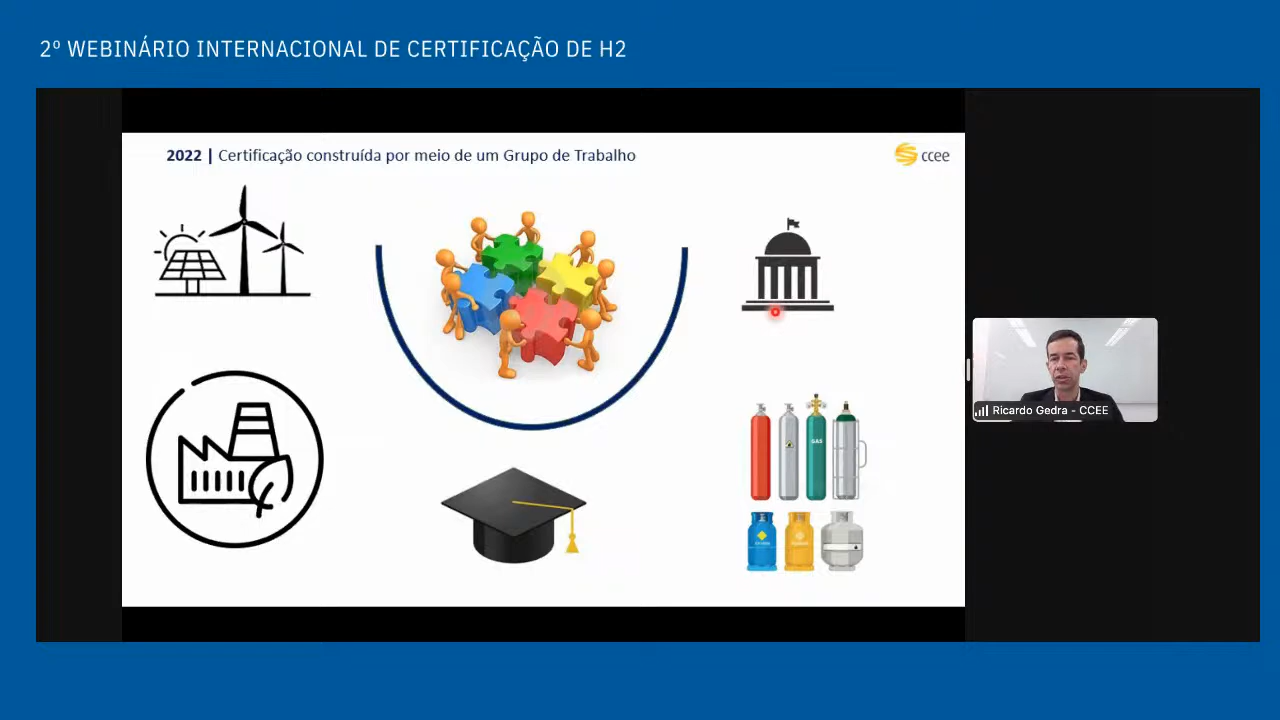 2º WEBINÁRIO INTERNACIONAL DE CERTIFICAÇÃO DE H2
2022 | Certificação construída por meio de um Grupo de Trabalho
ccee
GAS
Ricardo Gedra - CCEE